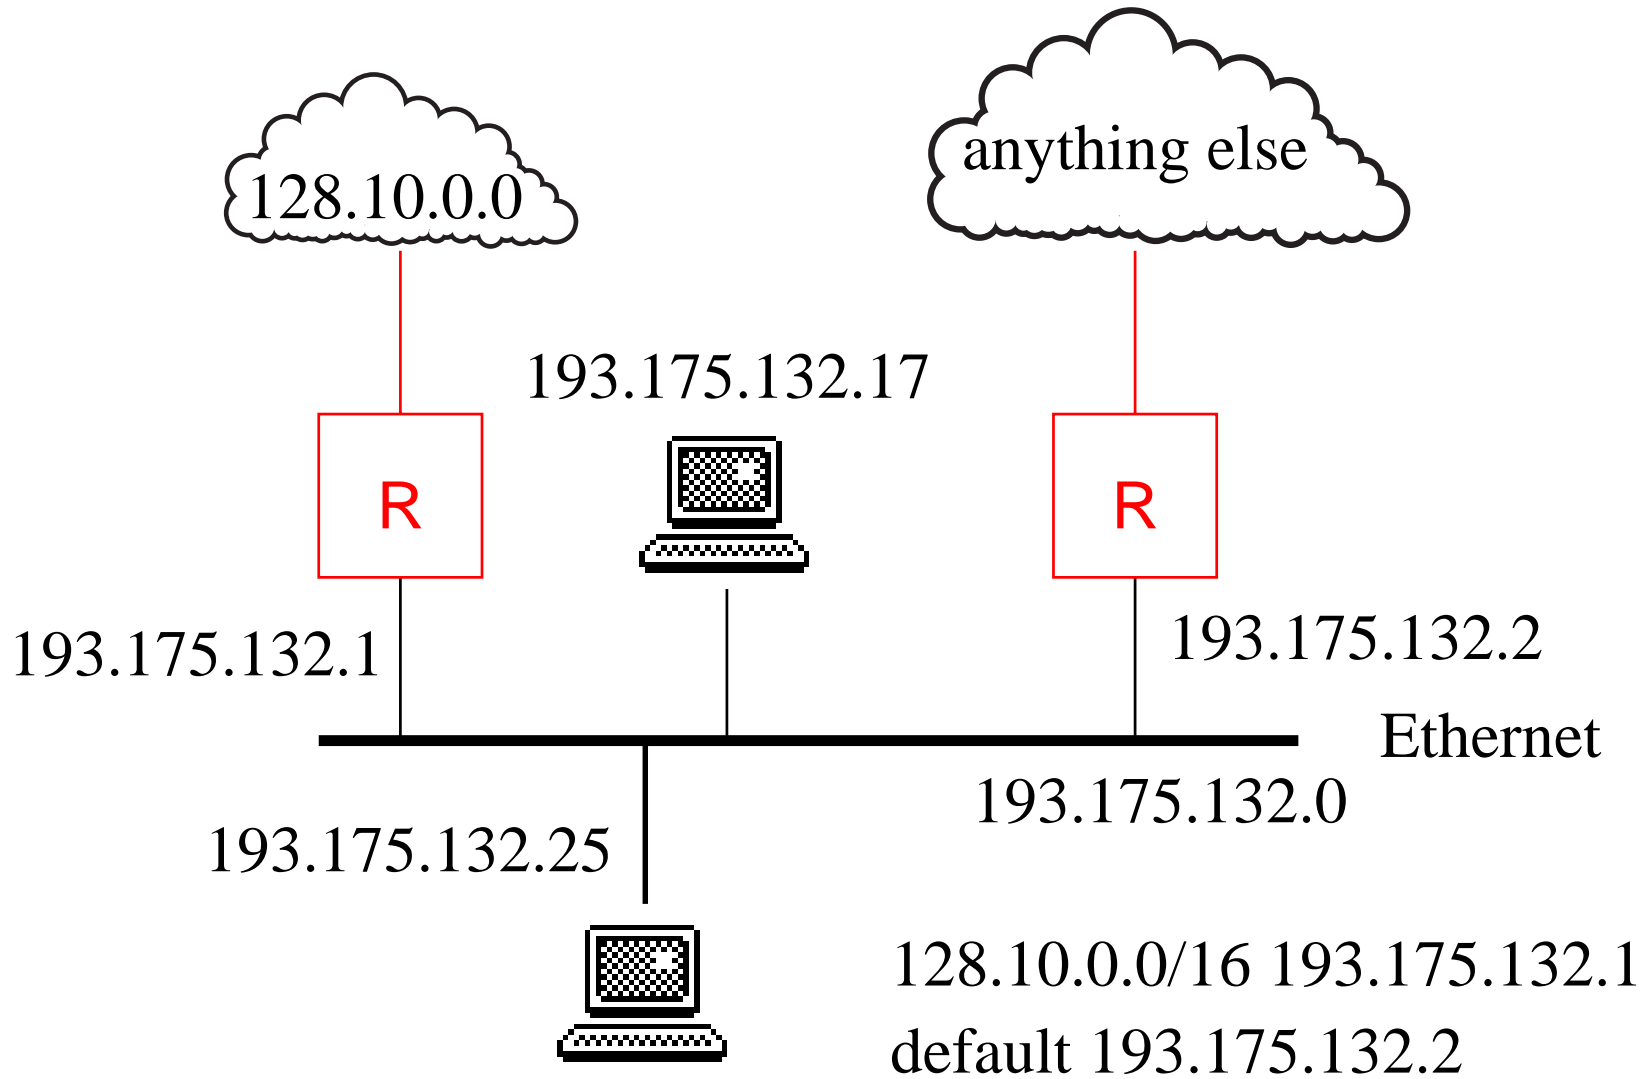 anything else
128.10.0.0
193.175.132.17
R
R
193.175.132.1
193.175.132.2
Ethernet
193.175.132.0
193.175.132.25
128.10.0.0/16 193.175.132.1
default 193.175.132.2